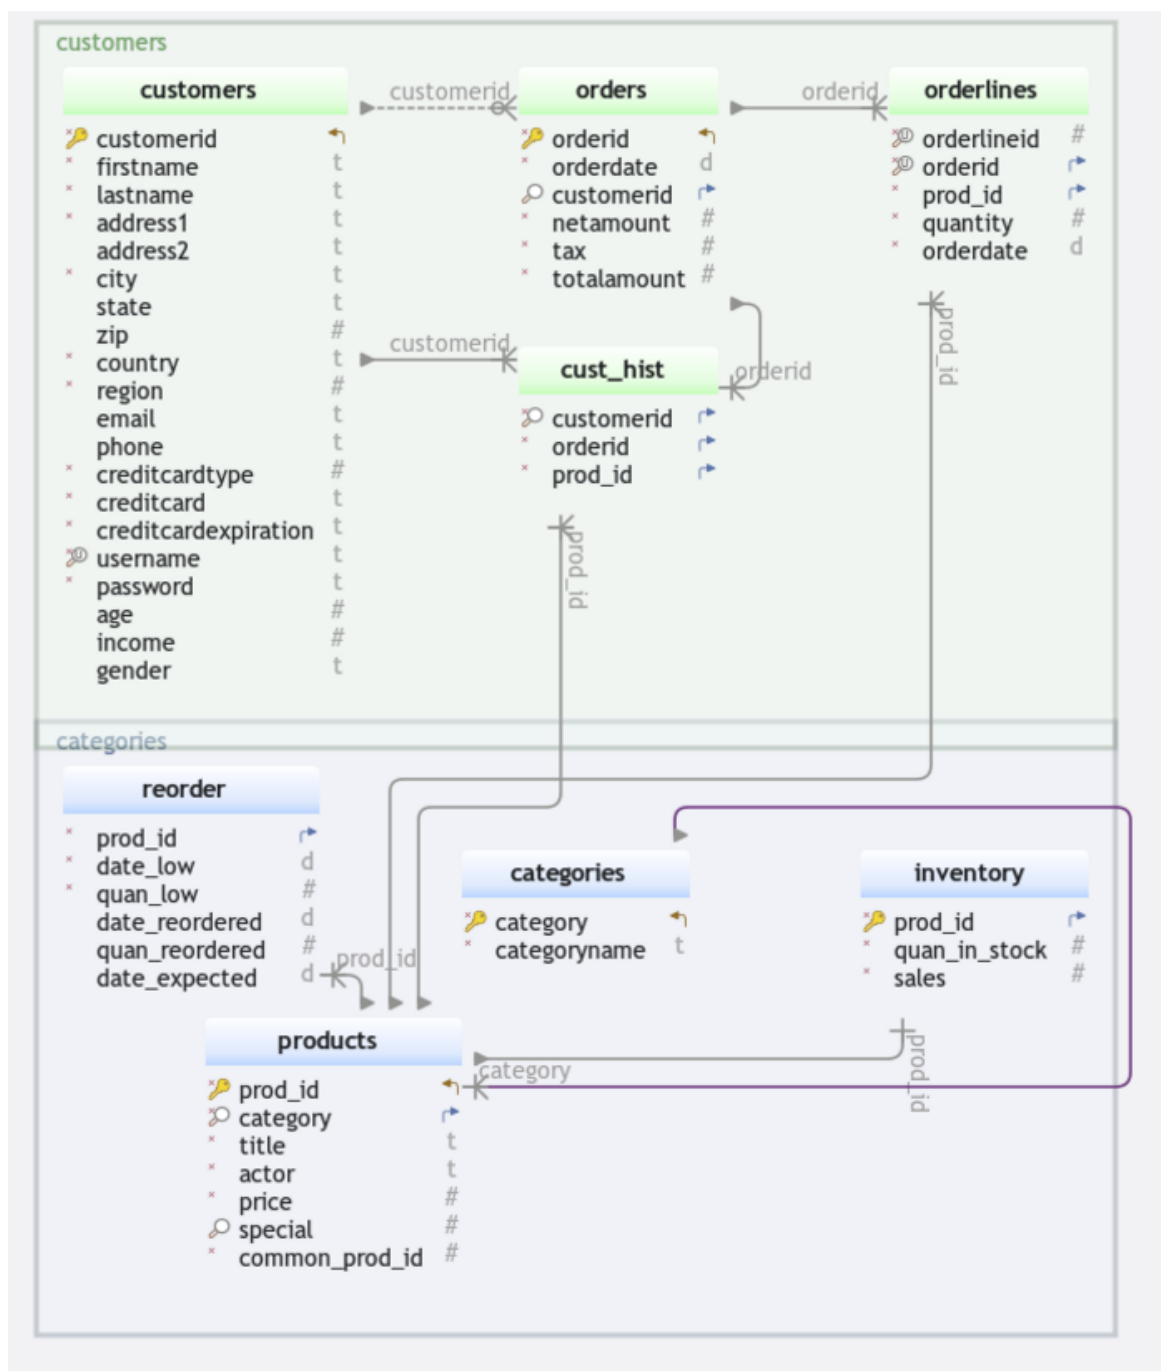 customers
customers
customerid
firstname t
lastname t
address1 t
address2 t
city t
state t
zip #
country t
region #
email t
phone t
creditcardtype #
creditcard t
creditcardexpiration t
username t
password t
age #
income #
gender t
customerid
orders
orderid
orderdate d
customerid
netamount #
tax #
totalamount #
orderid
orderlines
orderlineid #
orderid
prod_id
quantity #
orderdate d
customerid
cust_hist
customerid
orderid
prod_id
orderid
prod_id
prod_id
categories
reorder
prod_id
date_low d
quan_low #
date_reordered d
quan_reordered #
date_expected d
prod_id
categories
category
categoryname t
inventory
prod_id
quan_in_stock #
sales #
products
prod_id
category
title t
actor t
price #
special #
common_prod_id #
category
prod_id